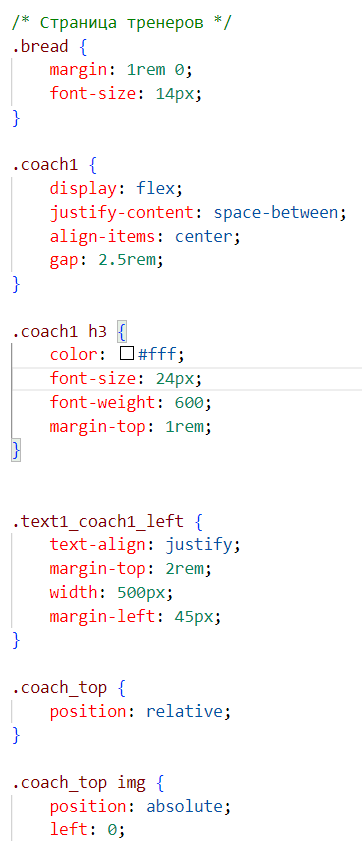 /* Страница тренеров */
.bread {
    margin: 1rem 0;
    font-size: 14px;
}

.coach1 {
    display: flex;
    justify-content: space-between;
    align-items: center;
    gap: 2.5rem;
}

.coach1 h3 {
    color: #fff;
    font-size: 24px;
    font-weight: 600;
    margin-top: 1rem;
}


.text1_coach1_left {
    text-align: justify;
    margin-top: 2rem;
    width: 500px;
    margin-left: 45px;
}

.coach_top {
    position: relative;
}

.coach_top img {
    position: absolute;
    left: 0;